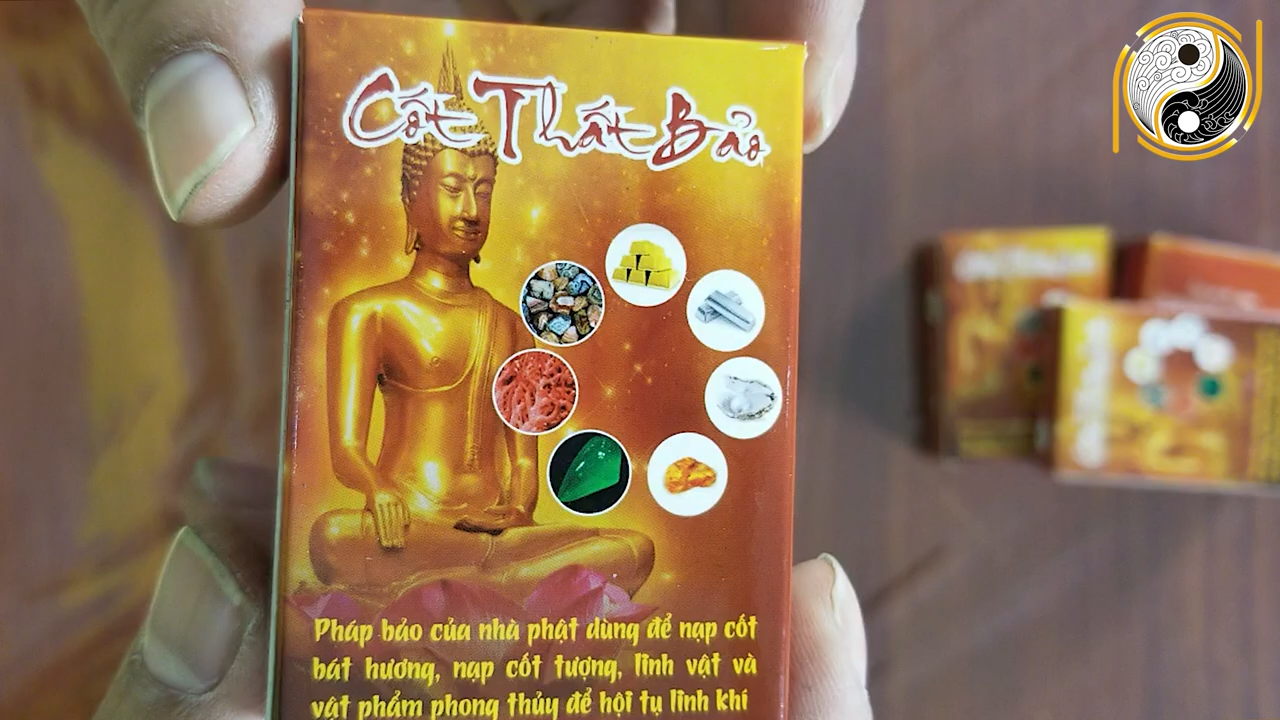 Cốt Thất Bảo
Pháp bảo của nhà phật dùng để nạp cốt
bát hương, nạp cốt tượng, linh vật và
vật phẩm phong thủy để hội tụ linh khí